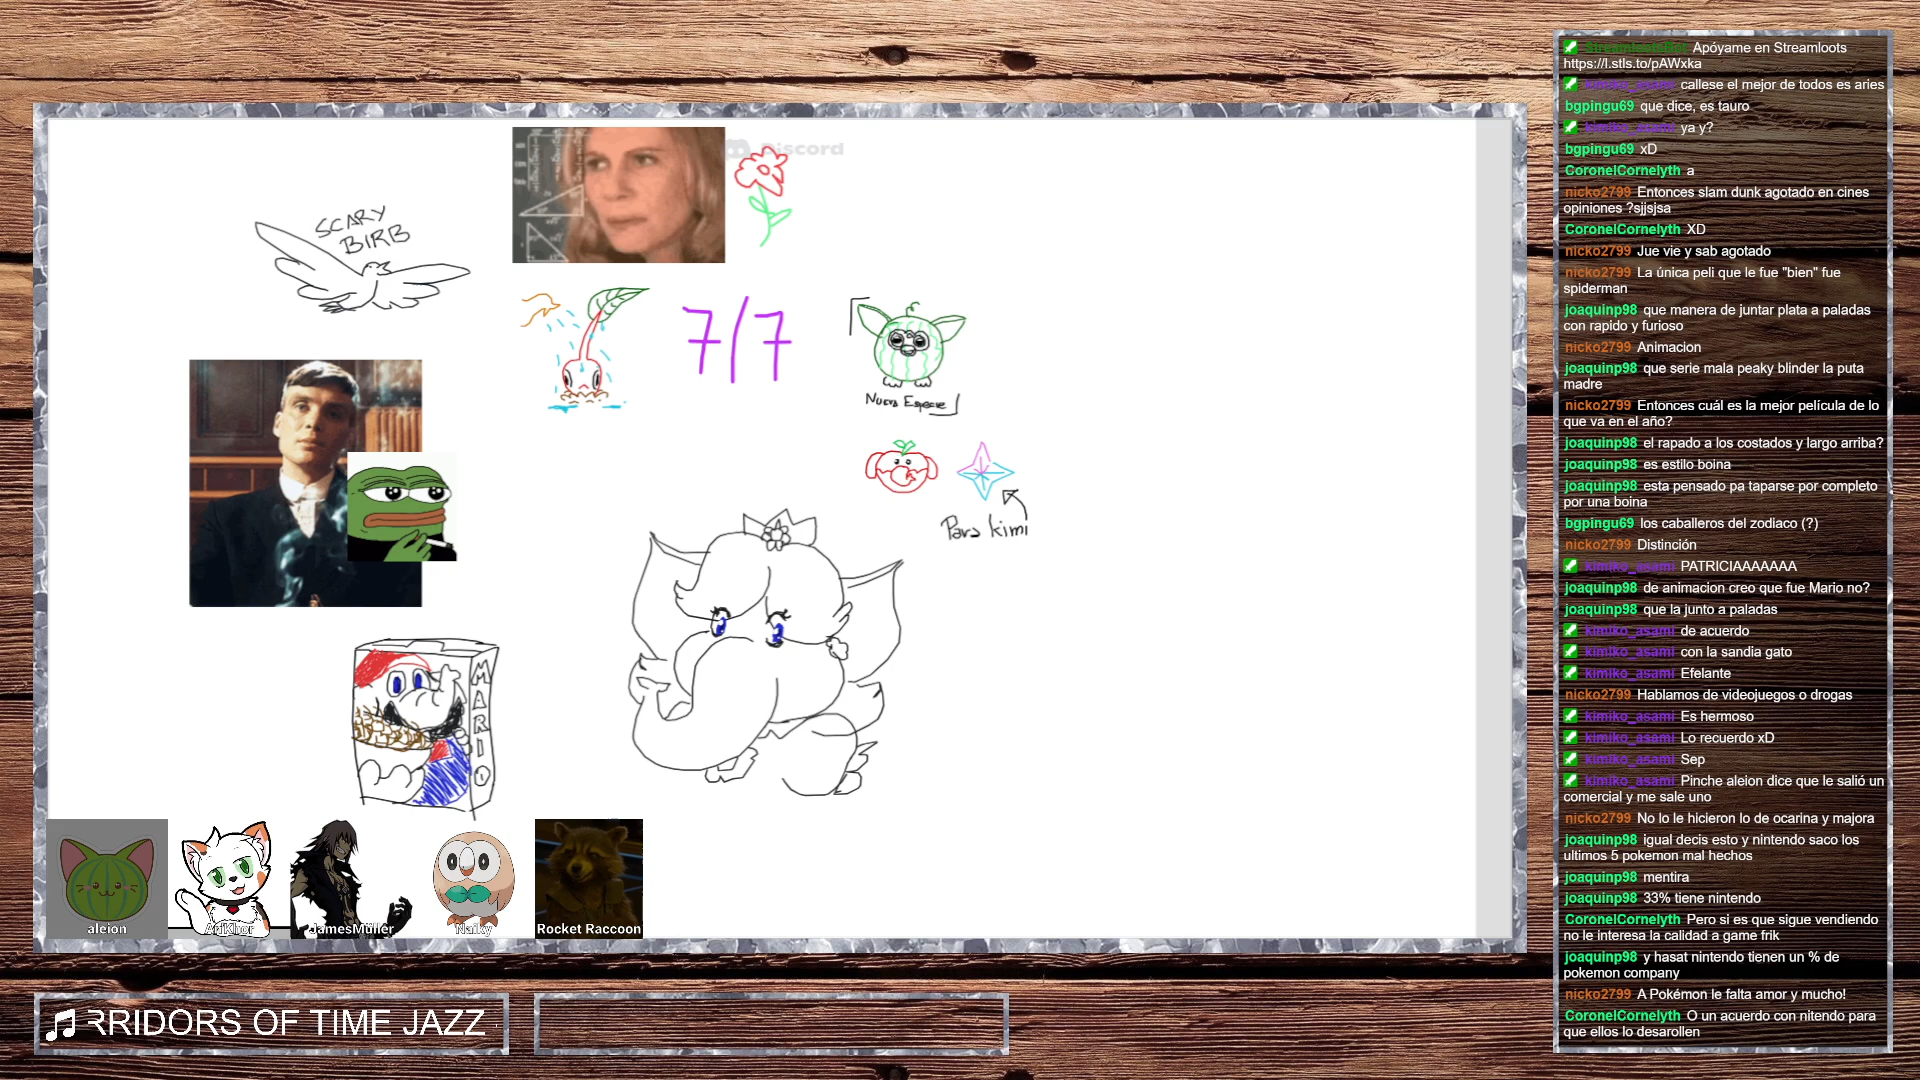 Discord
SCARY
BIRB
7/7
Nueva Especie
Para kimi
MARIO
aleion
AriKhor
JamesMüller
Naiky
Rocket Raccoon
RRIDORS OF TIME JAZZ
Apóyame en Streamloots
https://l.stls.to/pAWxka
kimiko_asami callese el mejor de todos es aries
bgpingu69 que dice, es tauro
kimiko_asami ya y?
bgpingu69 xD
CoronelCornelyth a
nicko2799 Entonces slam dunk agotado en cines
opiniones ?sjjsjsa
CoronelCornelyth XD
nicko2799 Jue vie y sab agotado
nicko2799 La única peli que le fue "bien" fue
spiderman
joaquinp98 que manera de juntar plata a paladas
con rapido y furioso
nicko2799 Animacion
joaquinp98 que serie mala peaky blinder la puta
madre
nicko2799 Entonces cuál es la mejor película de lo
que va en el año?
joaquinp98 el rapado a los costados y largo arriba?
joaquinp98 es estilo boina
joaquinp98 esta pensado pa taparse por completo
por una boina
bgpingu69 los caballeros del zodiaco (?)
nicko2799 Distinción
kimiko_asami PATRICIAAAAAAA
joaquinp98 de animacion creo que fue Mario no?
joaquinp98 que la junto a paladas
kimiko_asami de acuerdo
kimiko_asami con la sandia gato
kimiko_asami Efelante
nicko2799 Hablamos de videojuegos o drogas
kimiko_asami Es hermoso
kimiko_asami Lo recuerdo xD
kimiko_asami Sep
kimiko_asami Pinche aleion dice que le salió un
comercial y me sale uno
nicko2799 No lo le hicieron lo de ocarina y majora
joaquinp98 igual decis esto y nintendo saco los
ultimos 5 pokemon mal hechos
joaquinp98 mentira
joaquinp98 33% tiene nintendo
CoronelCornelyth Pero si es que sigue vendiendo
no le interesa la calidad a game frik
joaquinp98 y hasat nintendo tienen un % de
pokemon company
nicko2799 A Pokémon le falta amor y mucho!
CoronelCornelyth O un acuerdo con nitendo para
que ellos lo desarollen